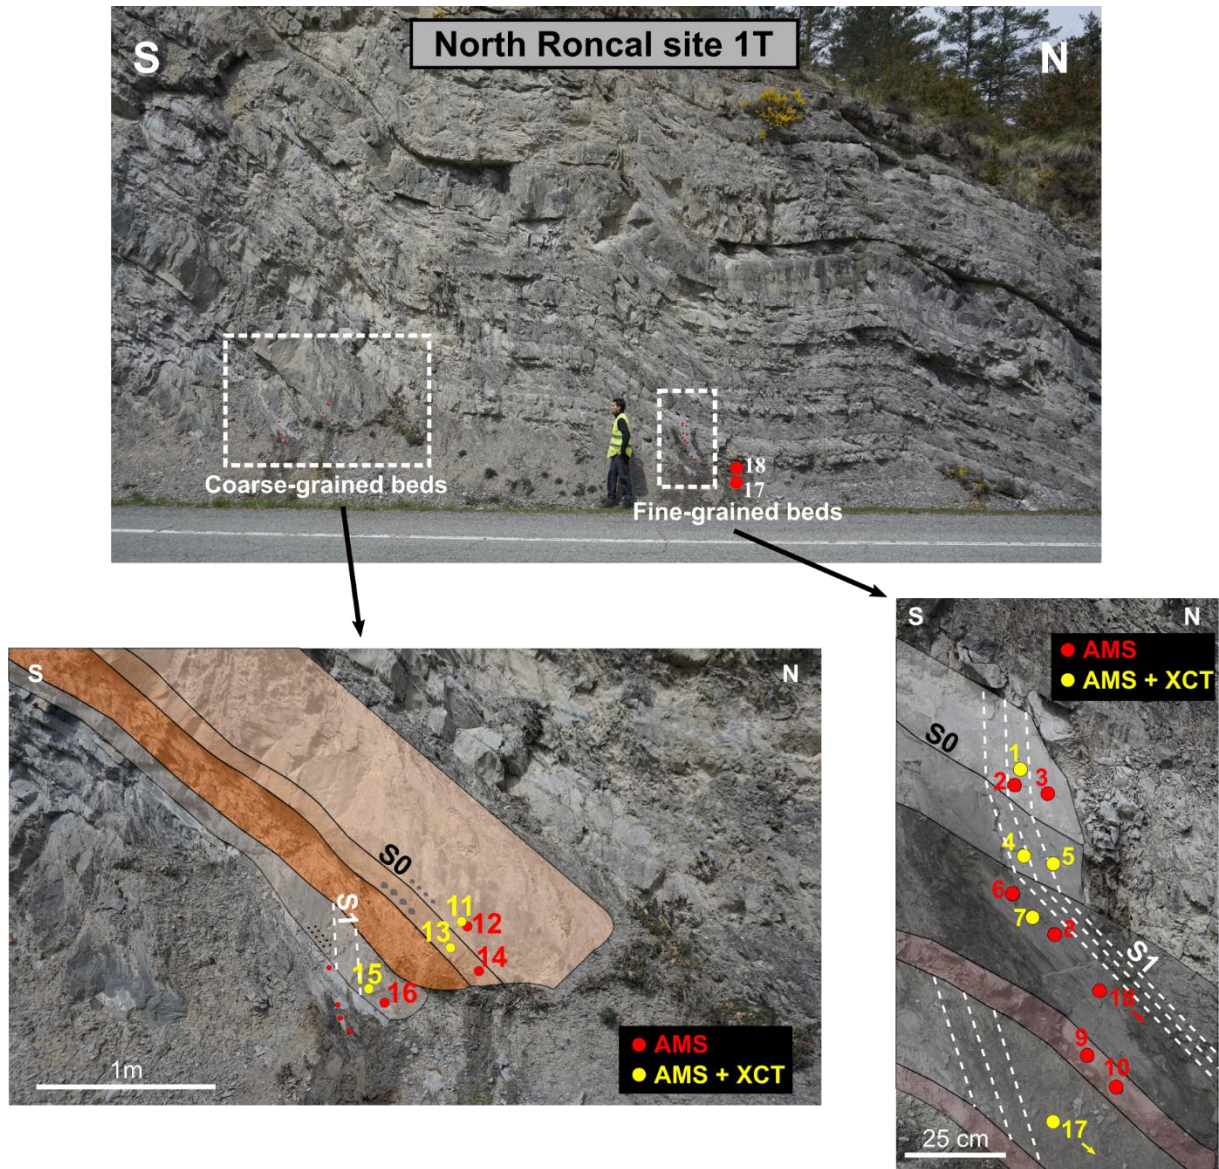 North Roncal site 1T
S
N
18
17
Coarse-grained beds
Fine-grained beds
S
N
S0
S1
11
12
13
14
15
16
AMS
AMS + XCT
1m
S
N
AMS
AMS + XCT
S0
1
2
3
4
5
6
7
8
S1
18
9
10
17
25 cm